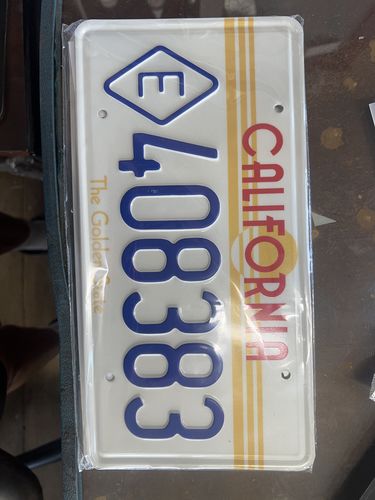 CALIFORNIA
E 408383
The Golden State